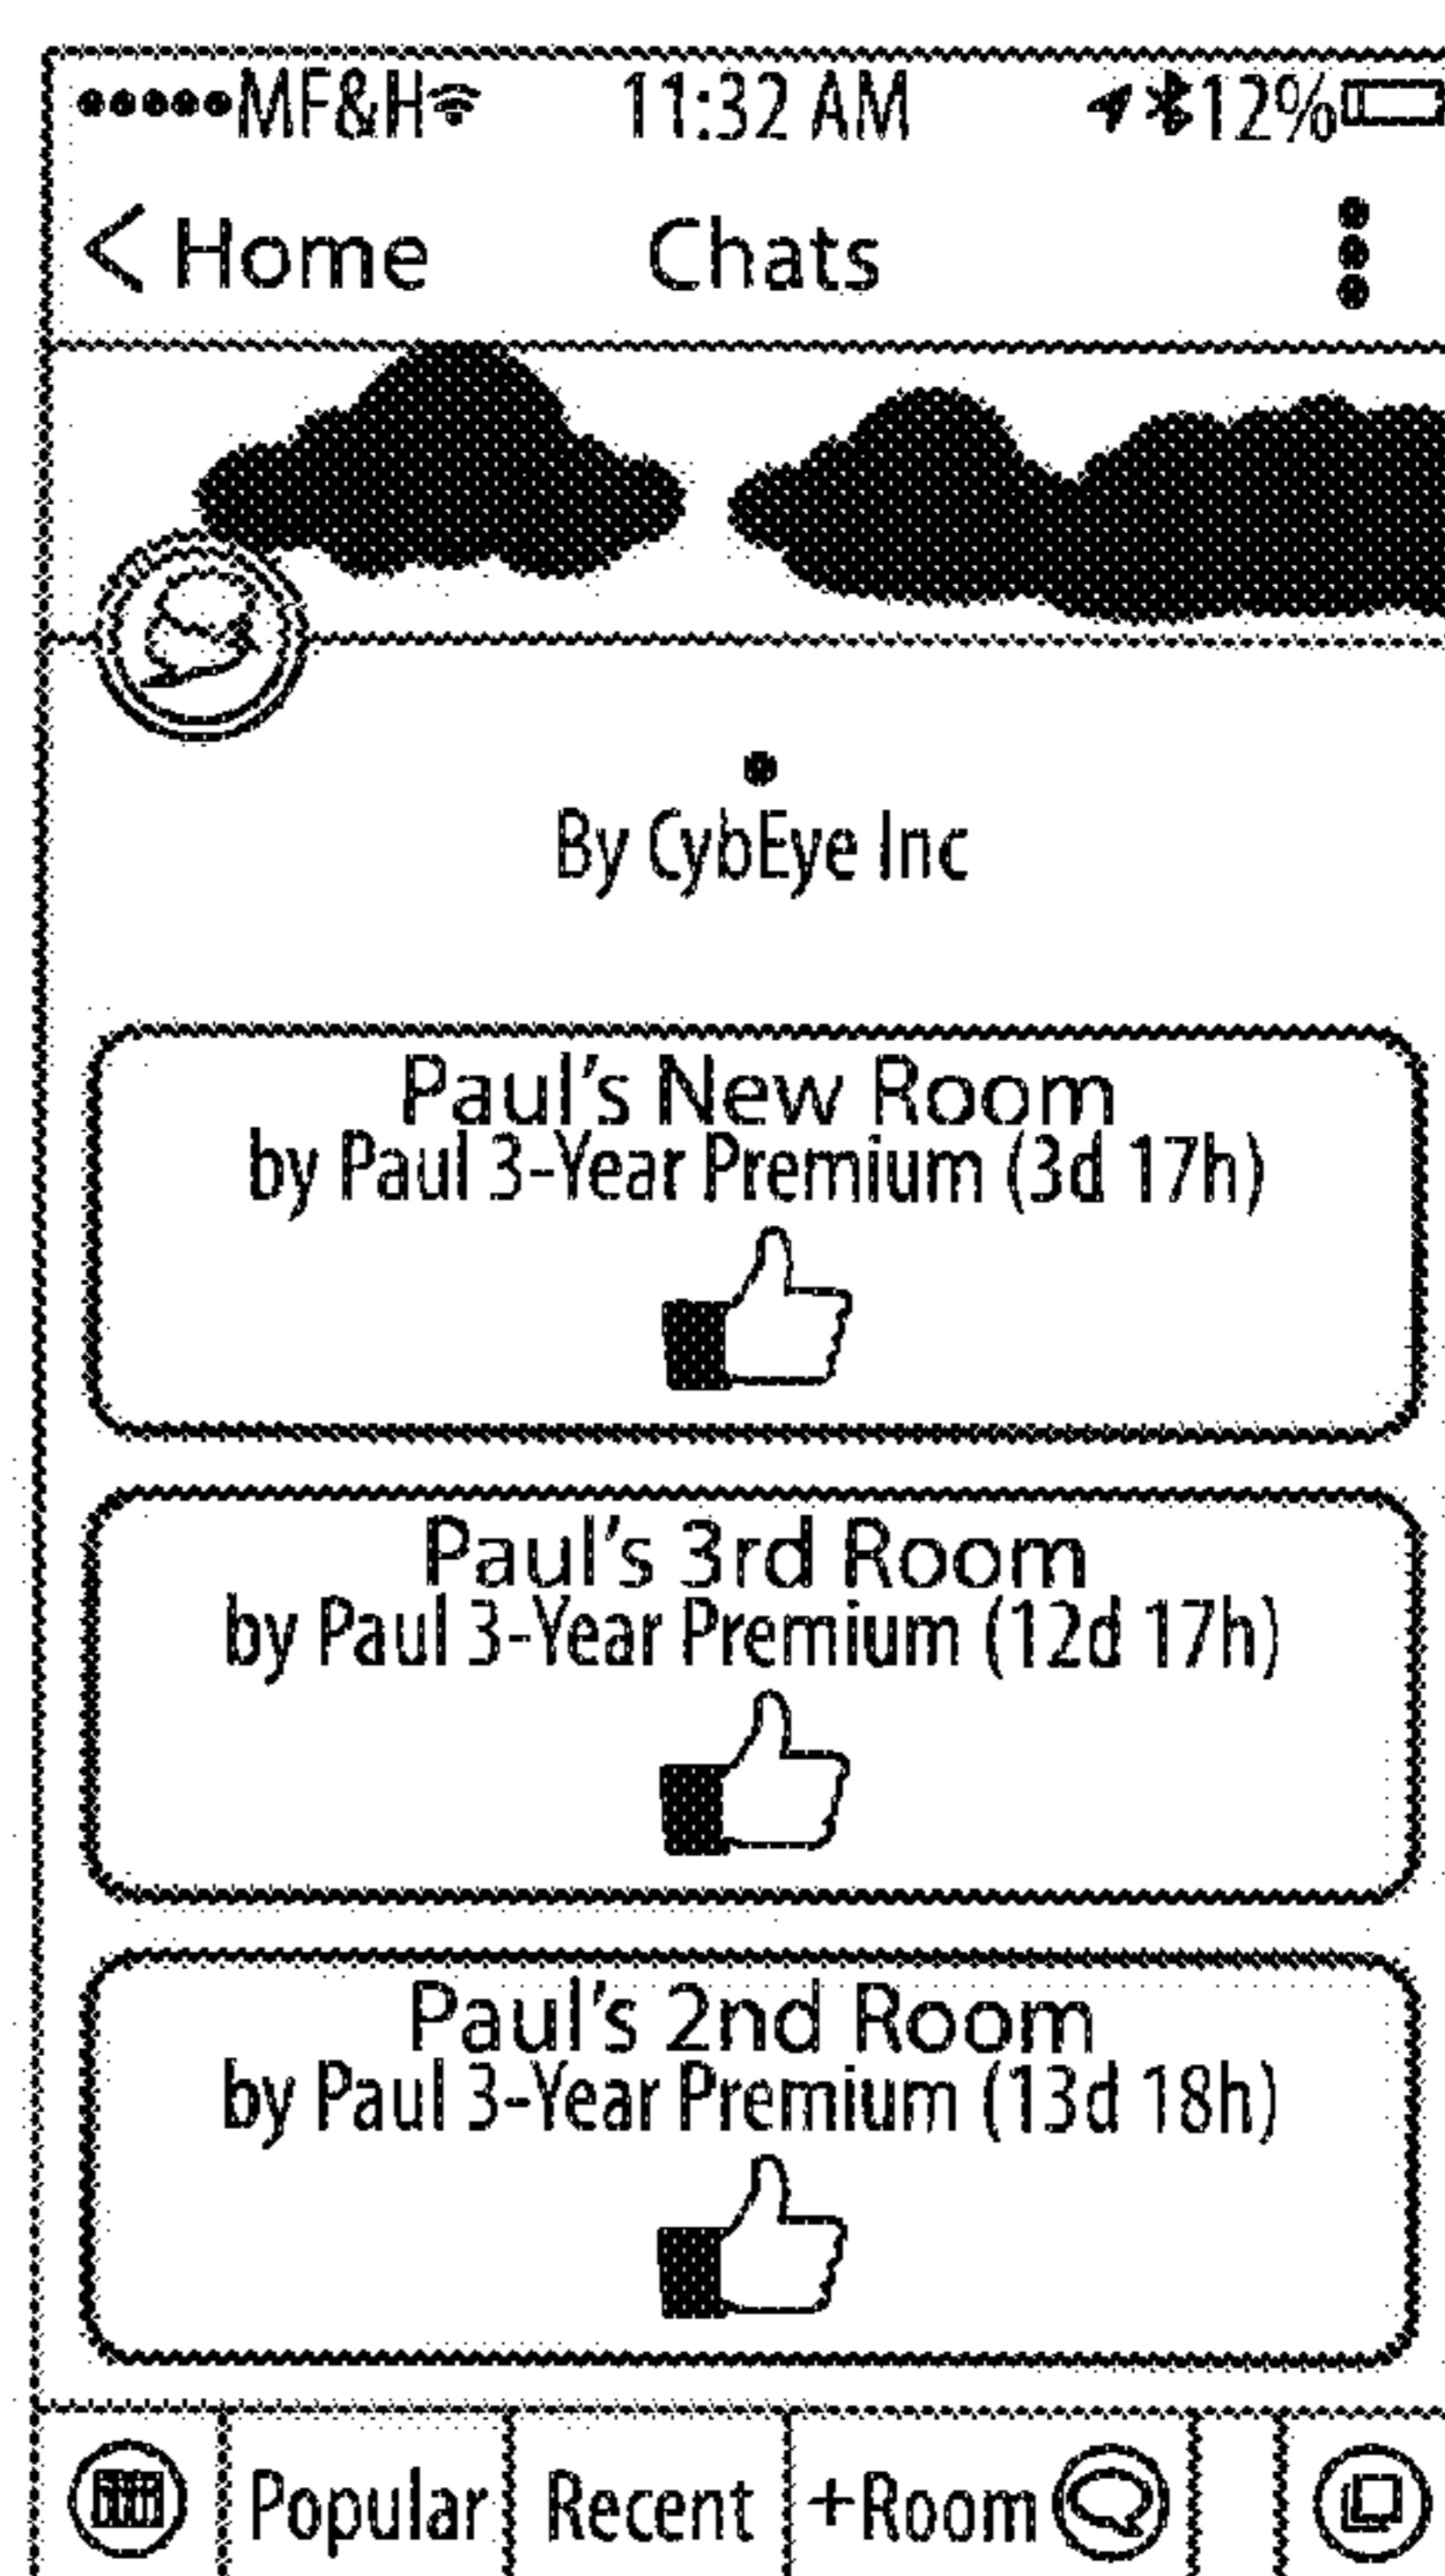 MF&H 11:32 AM 12%
< Home Chats
By CybEye Inc
Paul's New Room
by Paul 3-Year Premium (3d 17h)
Paul's 3rd Room
by Paul 3-Year Premium (12d 17h)
Paul's 2nd Room
by Paul 3-Year Premium (13d 18h)
Popular Recent +Room